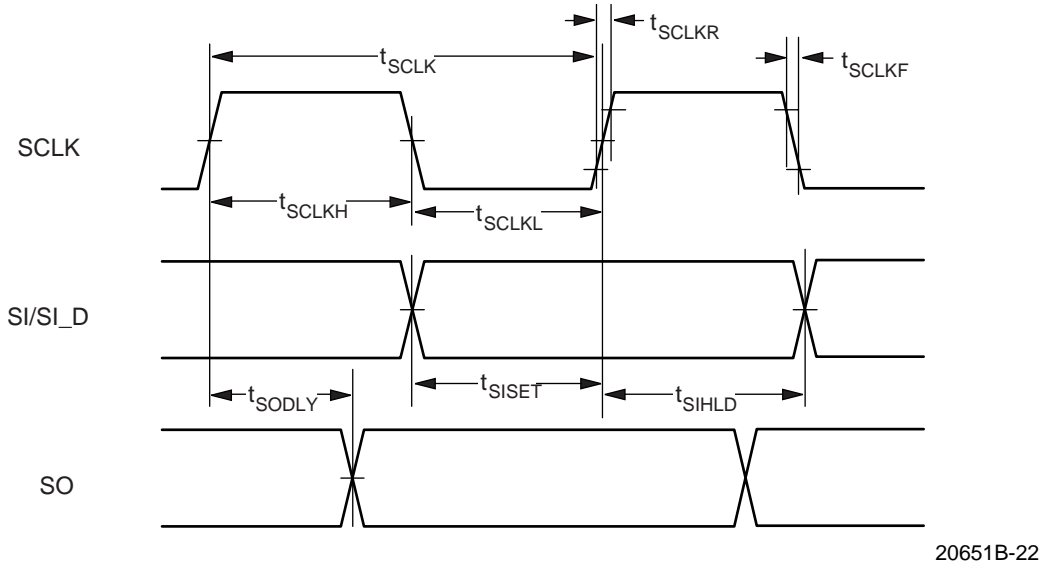 tSCLKR
tSCLK
tSCLKF
SCLK
tSCLKH
tSCLKL
SI/SI_D
tSISET
tSIHLD
tSODLY
SO
20651B-22